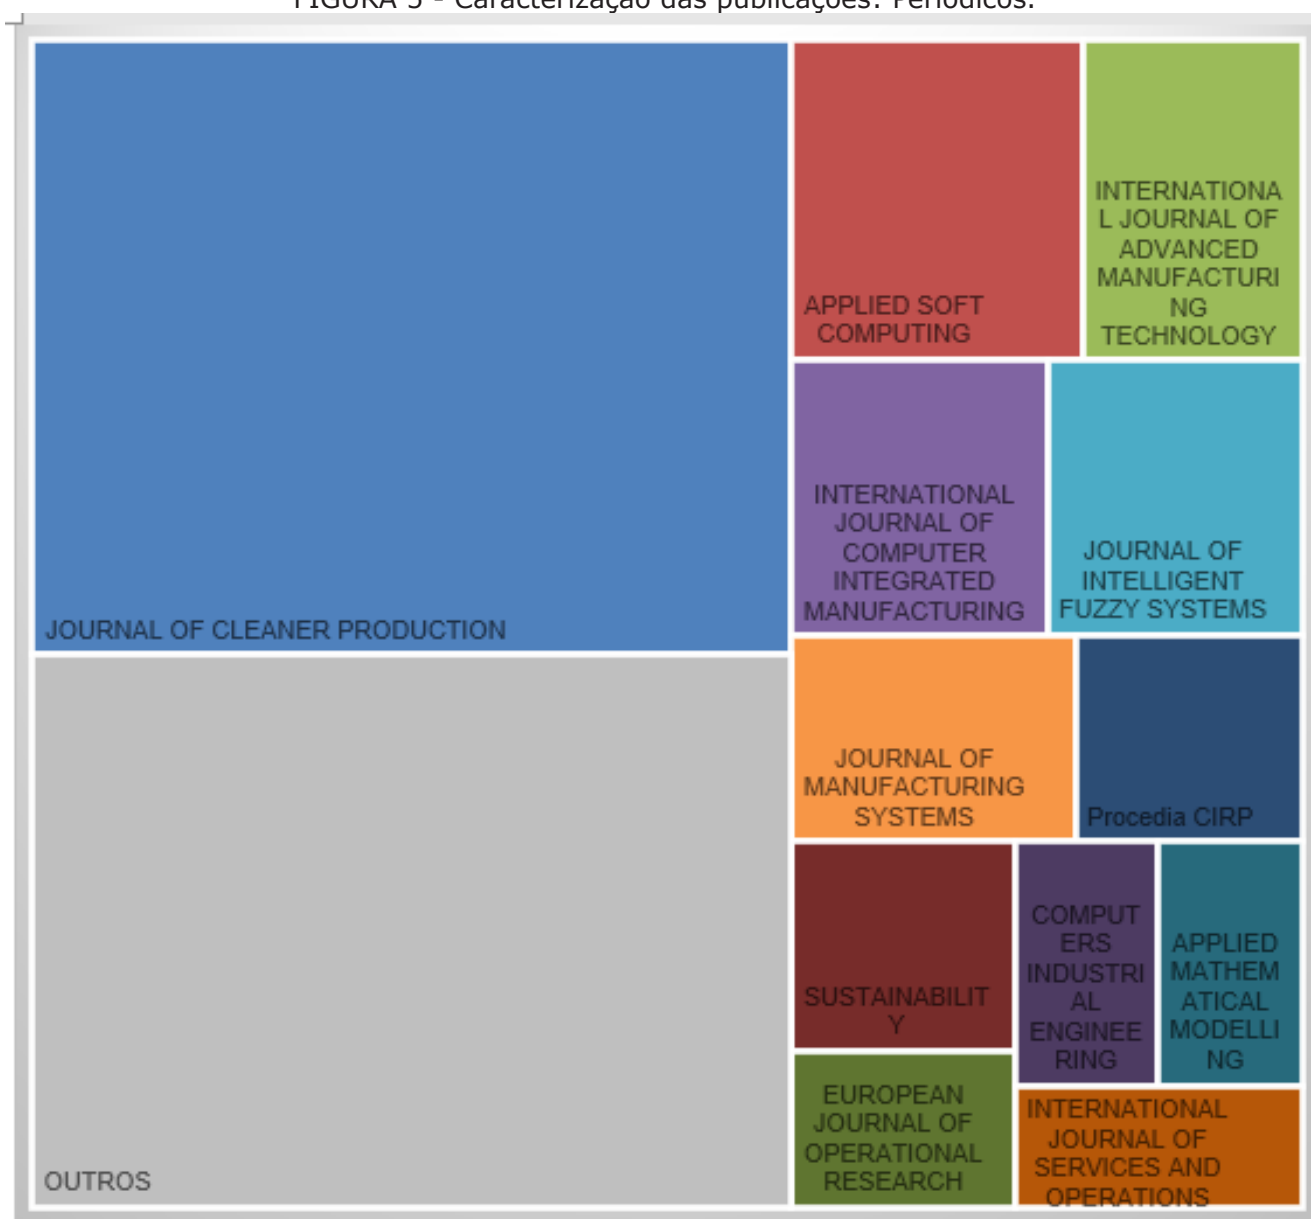 FIGURA 3 - Caracterização das publicações: Periódicos.
JOURNAL OF CLEANER PRODUCTION
OUTROS
APPLIED SOFT
COMPUTING
INTERNATIONA
L JOURNAL OF
ADVANCED
MANUFACTURI
NG
TECHNOLOGY
INTERNATIONAL
JOURNAL OF
COMPUTER
INTEGRATED
MANUFACTURING
JOURNAL OF
INTELLIGENT
FUZZY SYSTEMS
JOURNAL OF
MANUFACTURING
SYSTEMS
Procedia CIRP
SUSTAINABILIT
Y
COMPUT
ERS
INDUSTRI
AL
ENGINEE
RING
APPLIED
MATHEM
ATICAL
MODELLI
NG
EUROPEAN
JOURNAL OF
OPERATIONAL
RESEARCH
INTERNATIONAL
JOURNAL OF
SERVICES AND
OPERATIONS